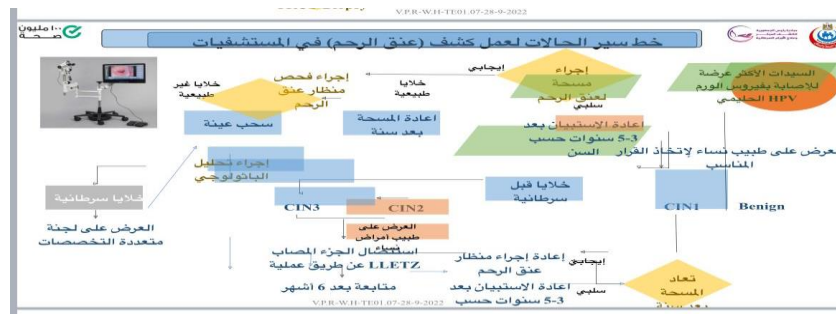 V.P.R-W.H-TE01.07-28-9-2022
١٠٠ مليون
صحة
خط سير الحالات لعمل كشف (عنق الرحم) في المستشفيات
السيدات الأكثر عرضة
للإصابة بفيروس الورم
الحليمي HPV
إجراء
مسحة
لعنق الرحم
إيجابي
سلبي
إجراء فحص
منظار عنق
الرحم
خلايا
طبيعية
خلايا غير
طبيعية
اعادة المسحة
بعد سنة
سحب عينة
اعادة الاستبيان بعد
3-5 سنوات حسب
السن
العرض على طبيب نساء لإتخاذ القرار
المناسب
إجراء تحليل
الباثولوجي
خلايا سرطانية
خلايا قبل
سرطانية
CIN1
Benign
CIN3
CIN2
العرض على لجنة
متعددة التخصصات
العرض على
طبيب أمراض
نساء
استئصال الجزء المصاب
عن طريق عملية LLETZ
متابعة بعد 6 أشهر
إعادة إجراء منظار
عنق الرحم
إيجابي
سلبي
اعادة الاستبيان بعد
3-5 سنوات حسب
تعاد
المسحة
بعد سنة
V.P.R-W.H-TE01.07-28-9-2022